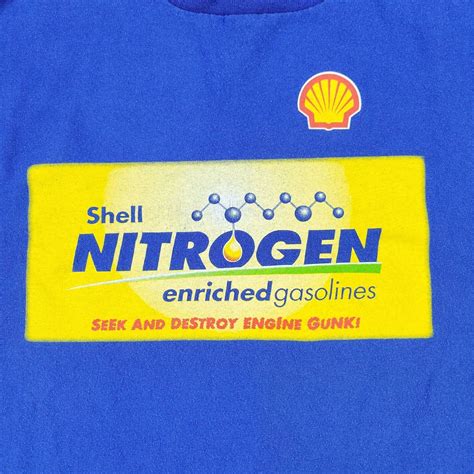 Shell
NITROGEN
enriched gasolines
SEEK AND DESTROY ENGINE GUNK!